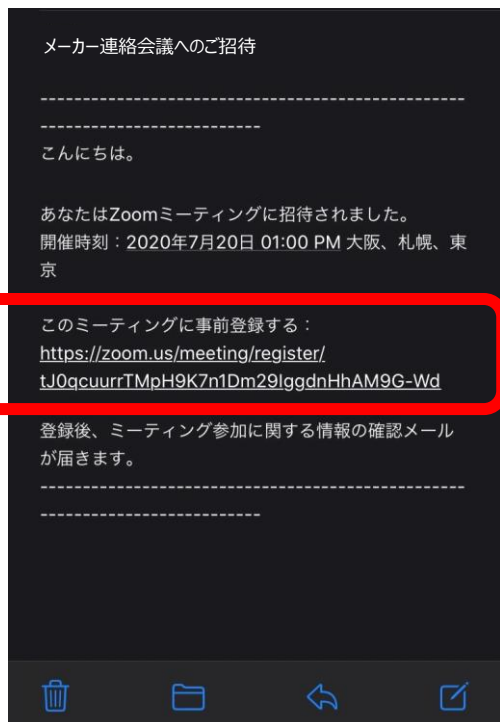 メーカー連絡会議へのご招待
--------------------------------------------------
--------------------------
こんにちは。
あなたはZoomミーティングに招待されました。
開催時刻：2020年7月20日 01:00 PM 大阪、札幌、東
京
このミーティングに事前登録する：
https://zoom.us/meeting/register/
tJ0qcuurrTMpH9K7n1Dm29IggdnHhAM9G-Wd
登録後、ミーティング参加に関する情報の確認メール
が届きます。
--------------------------------------------------
--------------------------